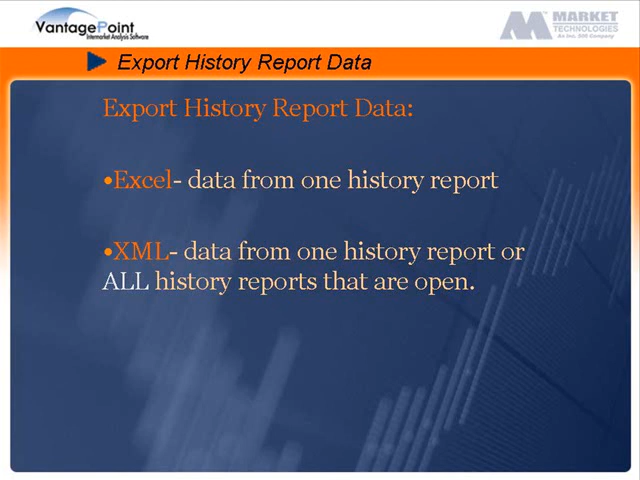 VantagePoint
Intermarket Analysis Software
MARKET
TECHNOLOGIES
An Inc. 500 Company
Export History Report Data
Export History Report Data:
•Excel- data from one history report
•XML- data from one history report or
ALL history reports that are open.